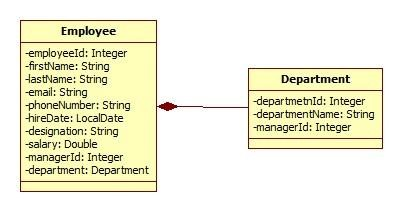 Employee
-employeeId: Integer
-firstName: String
-lastName: String
-email: String
-phoneNumber: String
-hireDate: LocalDate
-designation: String
-salary: Double
-managerId: Integer
-department: Department
Department
-departmetnId: Integer
-departmentName: String
-managerId: Integer